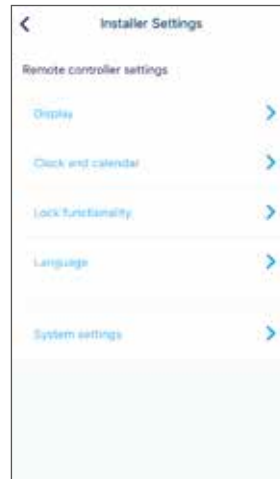 Installer Settings
Remote controller settings
Display
Clock and calendar
Lock functionality
Language
System settings